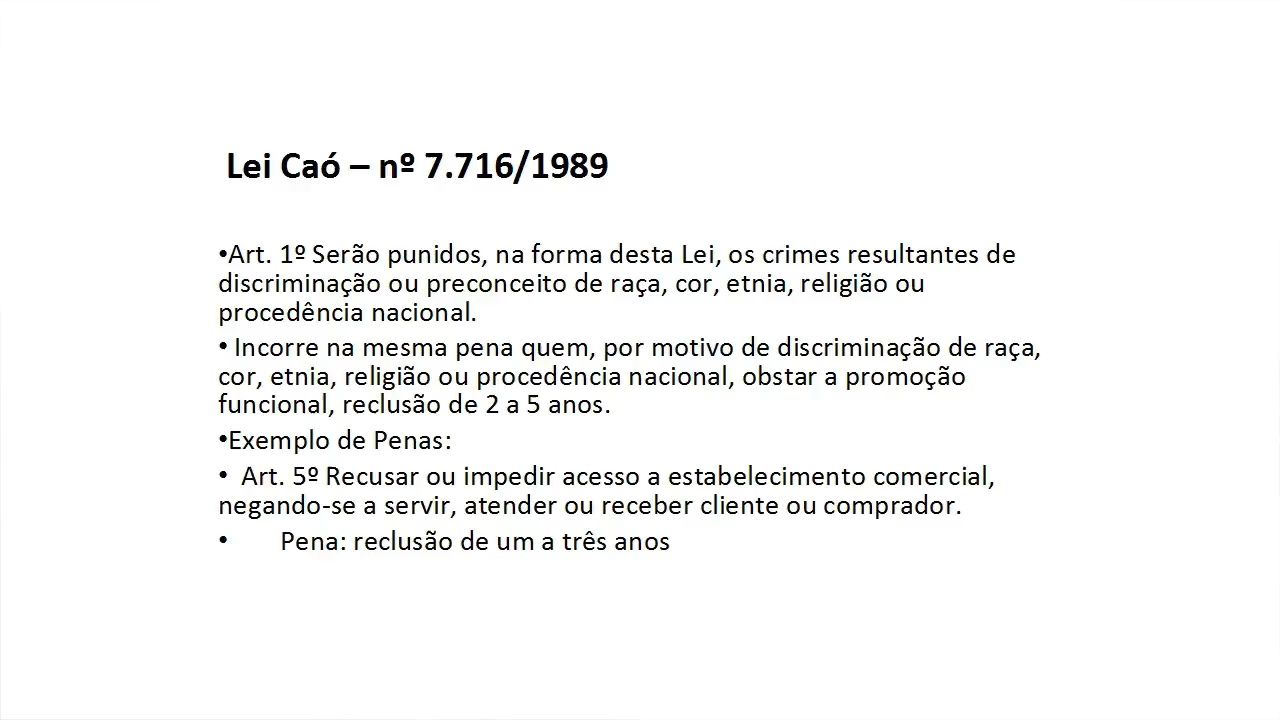 Lei Caó – nº 7.716/1989
•Art. 1º Serão punidos, na forma desta Lei, os crimes resultantes de
discriminação ou preconceito de raça, cor, etnia, religião ou
procedência nacional.
• Incorre na mesma pena quem, por motivo de discriminação de raça,
cor, etnia, religião ou procedência nacional, obstar a promoção
funcional, reclusão de 2 a 5 anos.
•Exemplo de Penas:
• Art. 5º Recusar ou impedir acesso a estabelecimento comercial,
negando-se a servir, atender ou receber cliente ou comprador.
• Pena: reclusão de um a três anos